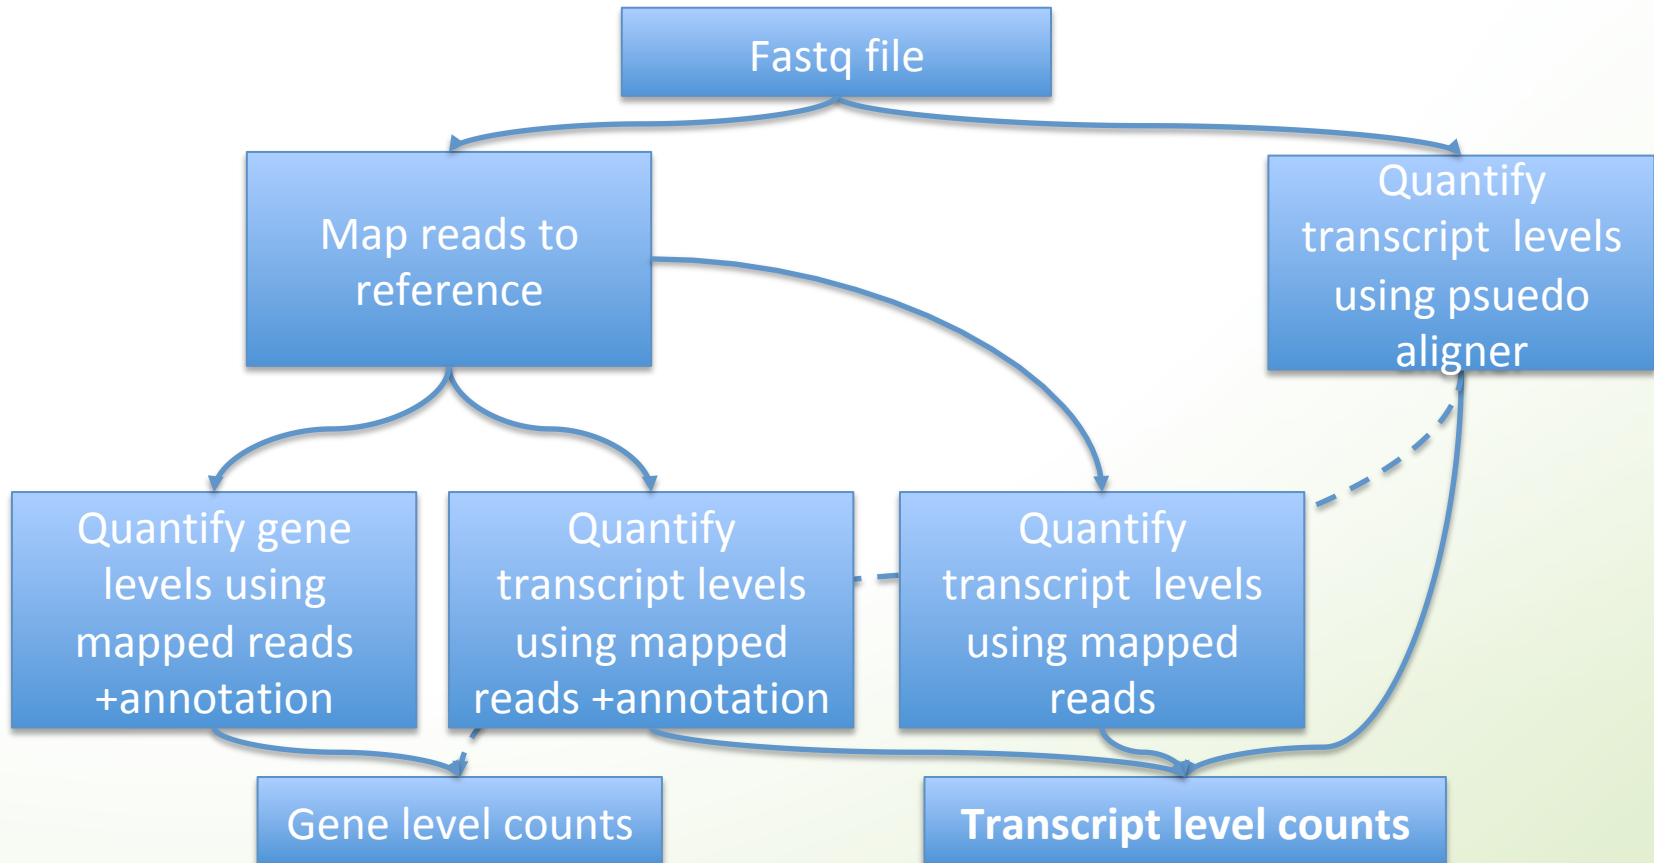 Fastq file
Map reads to
reference
Quantify
transcript levels
using psuedo
aligner
Quantify gene
levels using
mapped reads
+annotation
Quantify
transcript levels
using mapped
reads +annotation
Quantify
transcript levels
using mapped
reads
Gene level counts
Transcript level counts